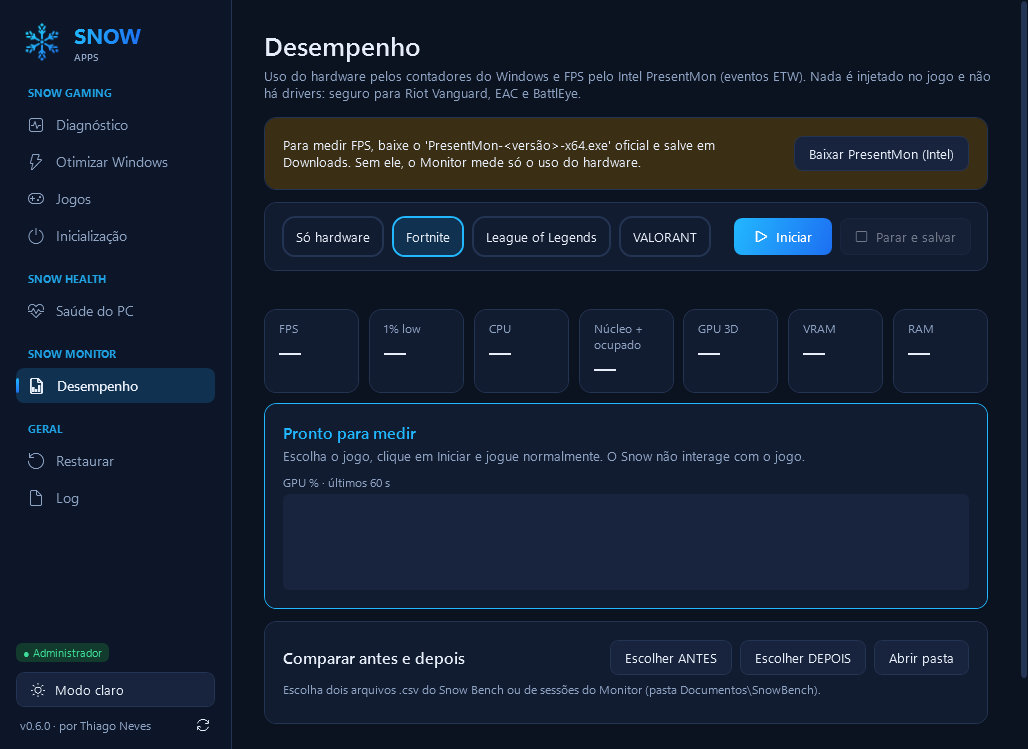 SNOW
APPS
SNOW GAMING
Diagnóstico
Otimizar Windows
Jogos
Inicialização
SNOW HEALTH
Saúde do PC
SNOW MONITOR
Desempenho
GERAL
Restaurar
Log
Administrador
Modo claro
v0.6.0 · por Thiago Neves
Desempenho
Uso do hardware pelos contadores do Windows e FPS pelo Intel PresentMon (eventos ETW). Nada é injetado no jogo e não
há drivers: seguro para Riot Vanguard, EAC e BattlEye.
Para medir FPS, baixe o 'PresentMon-<versão>-x64.exe' oficial e salve em
Downloads. Sem ele, o Monitor mede só o uso do hardware.
Baixar PresentMon (Intel)
Só hardware
Fortnite
League of Legends
VALORANT
Iniciar
Parar e salvar
FPS
—
1% low
—
CPU
—
Núcleo +
ocupado
—
GPU 3D
—
VRAM
—
RAM
—
Pronto para medir
Escolha o jogo, clique em Iniciar e jogue normalmente. O Snow não interage com o jogo.
GPU % · últimos 60 s
Comparar antes e depois
Escolher ANTES
Escolher DEPOIS
Abrir pasta
Escolha dois arquivos .csv do Snow Bench ou de sessões do Monitor (pasta Documentos\SnowBench).